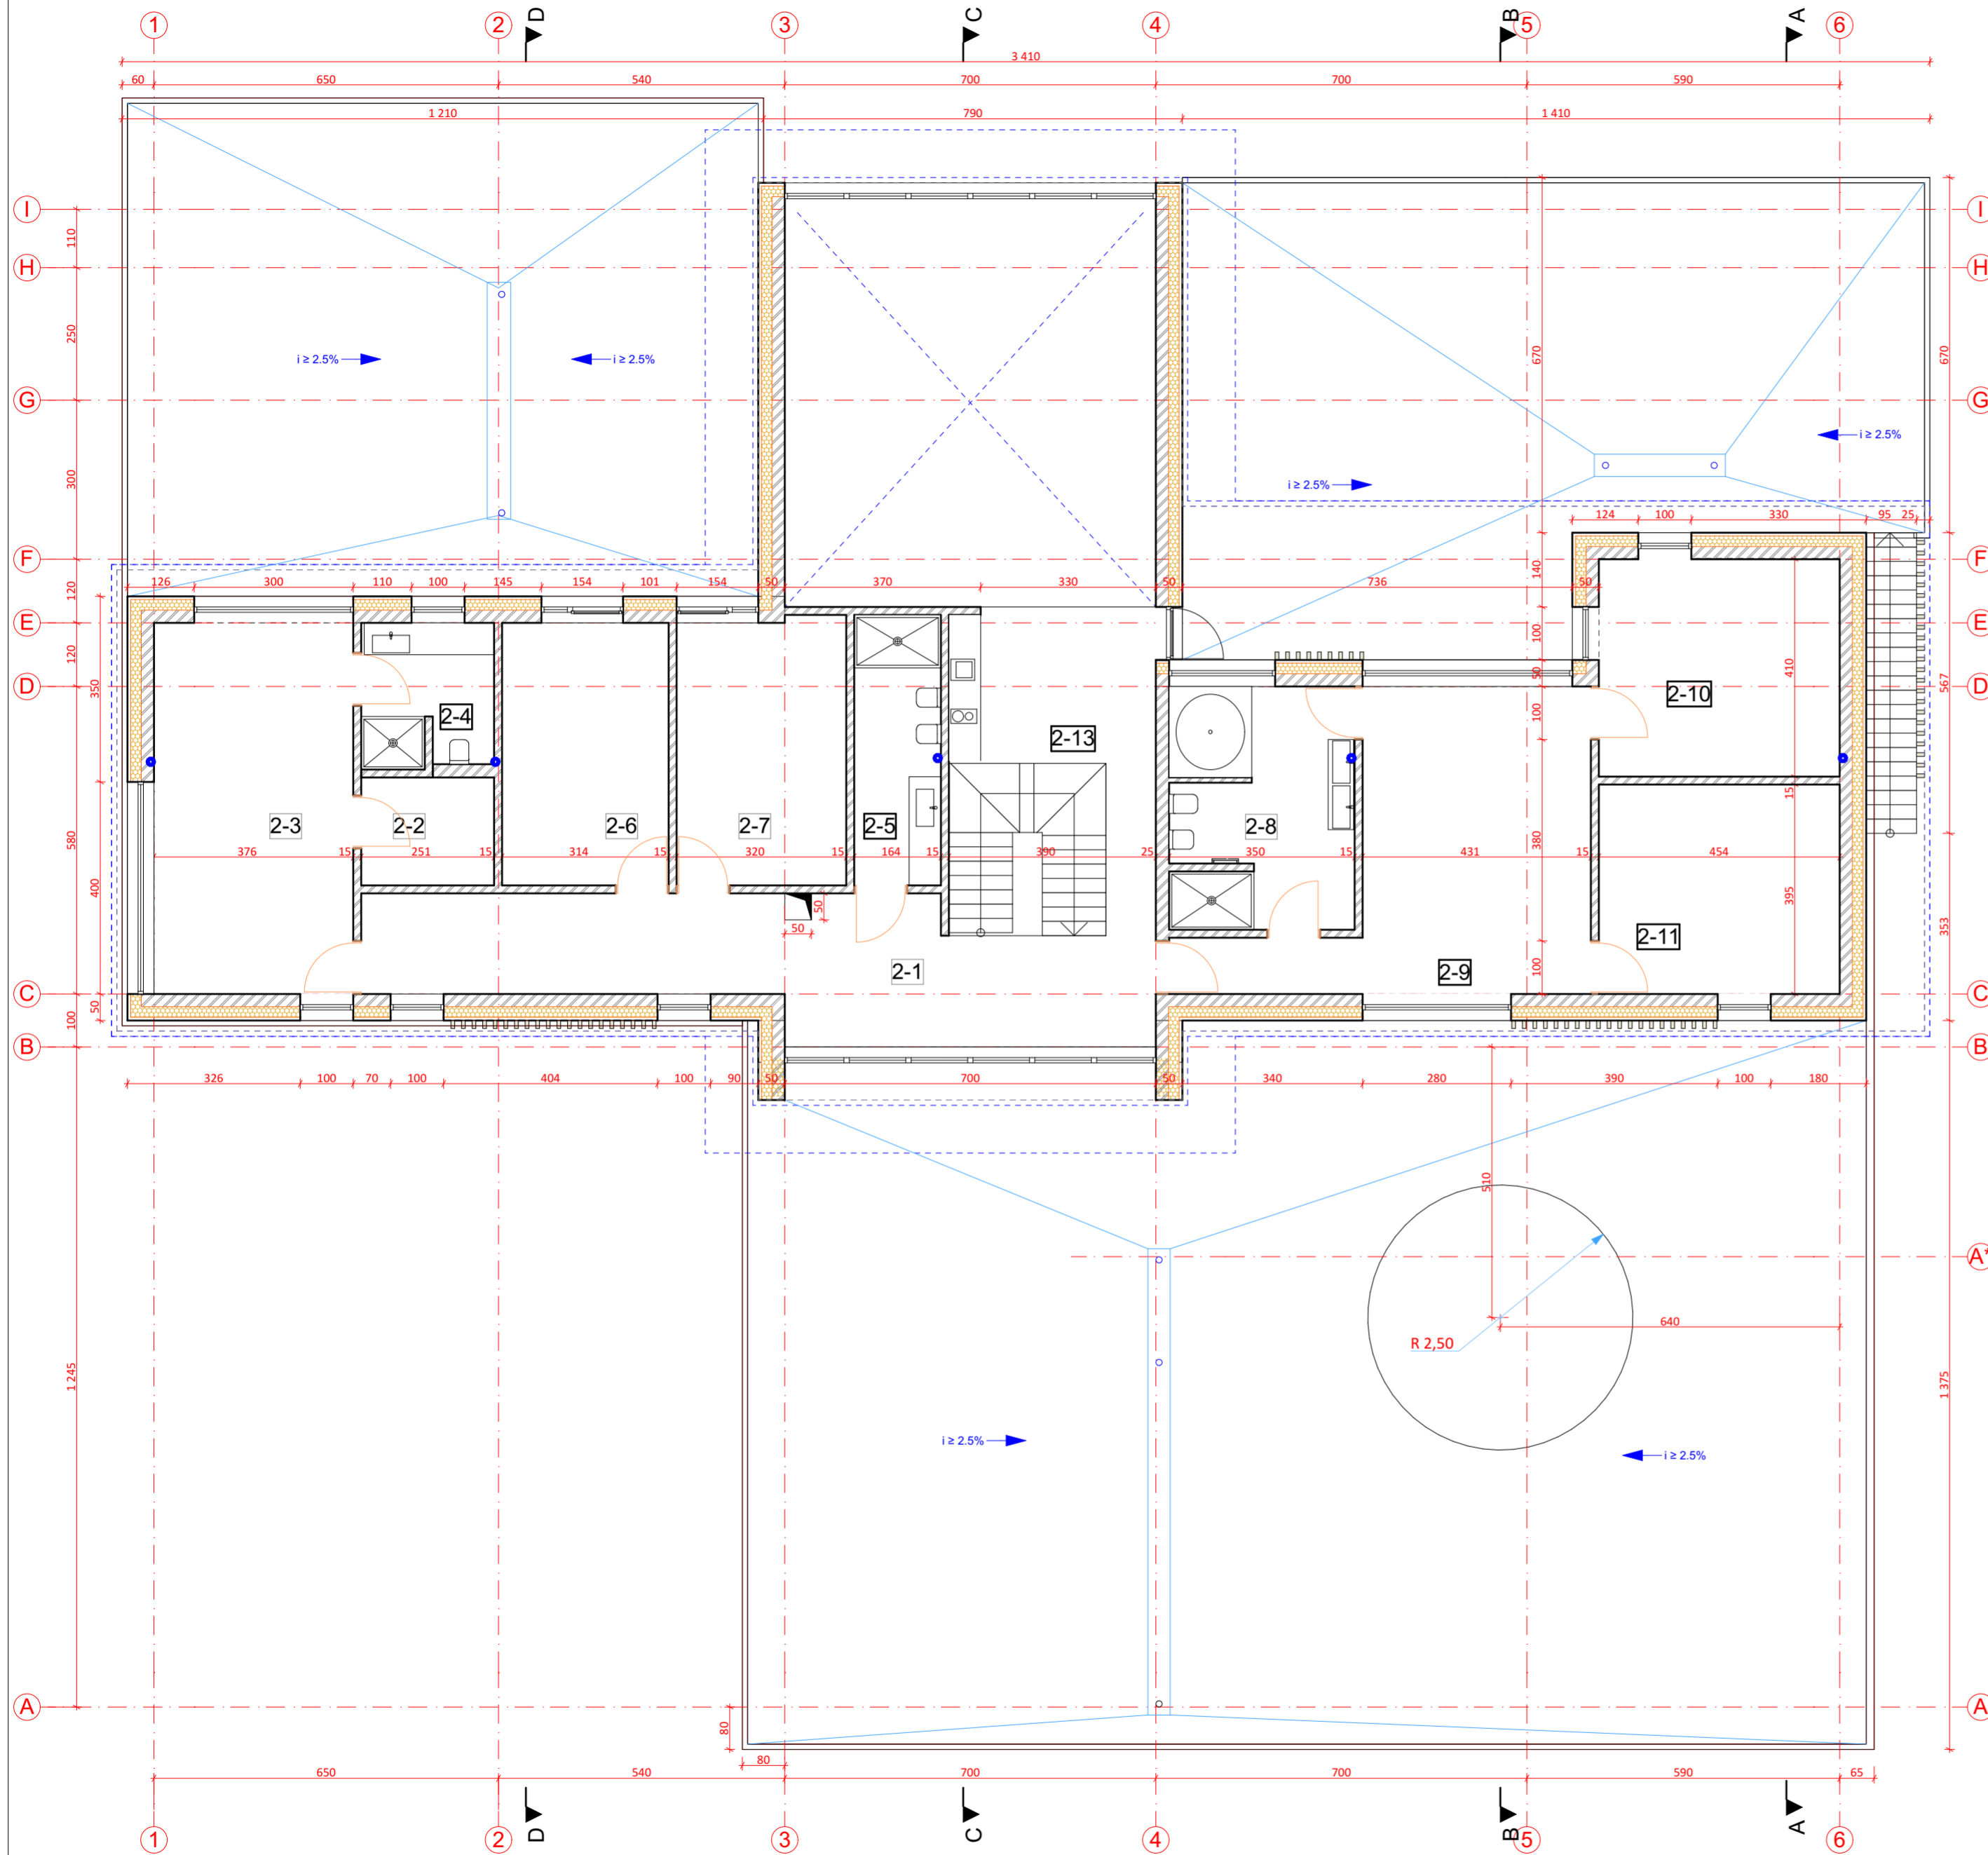 D C B A
1 2 3 4 5 6
3 410
60 650 540 700 700 590
1 210 790 1 410
I I
110
H H
250 670 670
i ≥ 2.5% i ≥ 2.5%
G G
i ≥ 2.5%
300
i ≥ 2.5%
124 100 330 95 25
F F
120 140
126 300 110 100 145 154 101 154 50 370 330 50 736 50
E E
120 100
350 50 410 567
D D
2-10
100
2-4 2-13
15
2-3 2-2 2-6 2-7 2-5 2-8
580 380
376 15 251 15 314 15 320 15 164 15 390 25 350 15 431 15 454
400 395
50
50 353
2-11
2-1 2-9
100
C C
50
100
B B
326 100 70 100 404 100 90 50 700 50 340 280 390 100 180
510
A*
640
R 2,50
1 245 1 375
i ≥ 2.5% i ≥ 2.5%
A A
80
80
650 540 700 700 590 65
D C B A
1 2 3 4 5 6